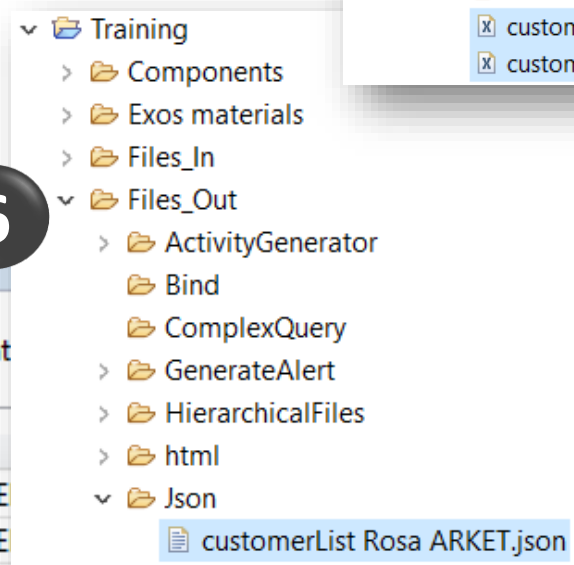 custom
custom
Training
Components
Exos materials
Files_In
Files_Out
ActivityGenerator
Bind
ComplexQuery
GenerateAlert
HierarchicalFiles
html
Json
customerList Rosa ARKET.json